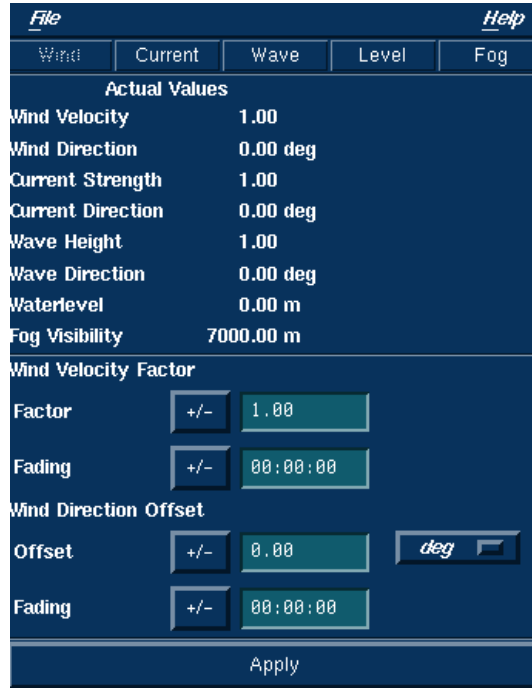 File Help
Wind Current Wave Level Fog
Actual Values
Wind Velocity 1.00
Wind Direction 0.00 deg
Current Strength 1.00
Current Direction 0.00 deg
Wave Height 1.00
Wave Direction 0.00 deg
Waterlevel 0.00 m
Fog Visibility 7000.00 m
Wind Velocity Factor
Factor +/- 1.00
Fading +/- 00:00:00
Wind Direction Offset
Offset +/- 0.00 deg
Fading +/- 00:00:00
Apply